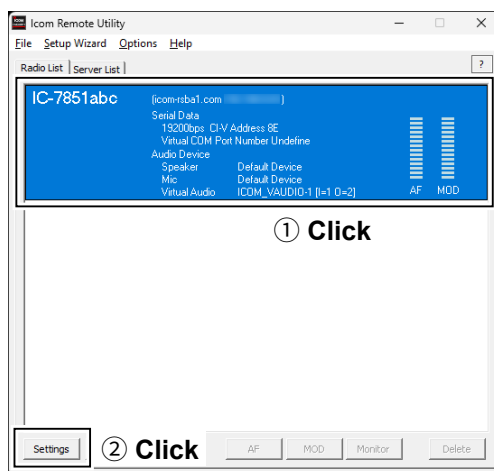 Icom Remote Utility
File Setup Wizard Options Help
Radio List Server List ?
IC-7851abc (icom-rsba1.com )
Serial Data
19200bps CI-V Address 8E
Virtual COM Port Number Undefine
Audio Device
Speaker Default Device
Mic Default Device
Virtual Audio ICOM_VAUDIO-1 [I=1 O=2] AF MOD
① Click
Settings ② Click AF MOD Monitor Delete